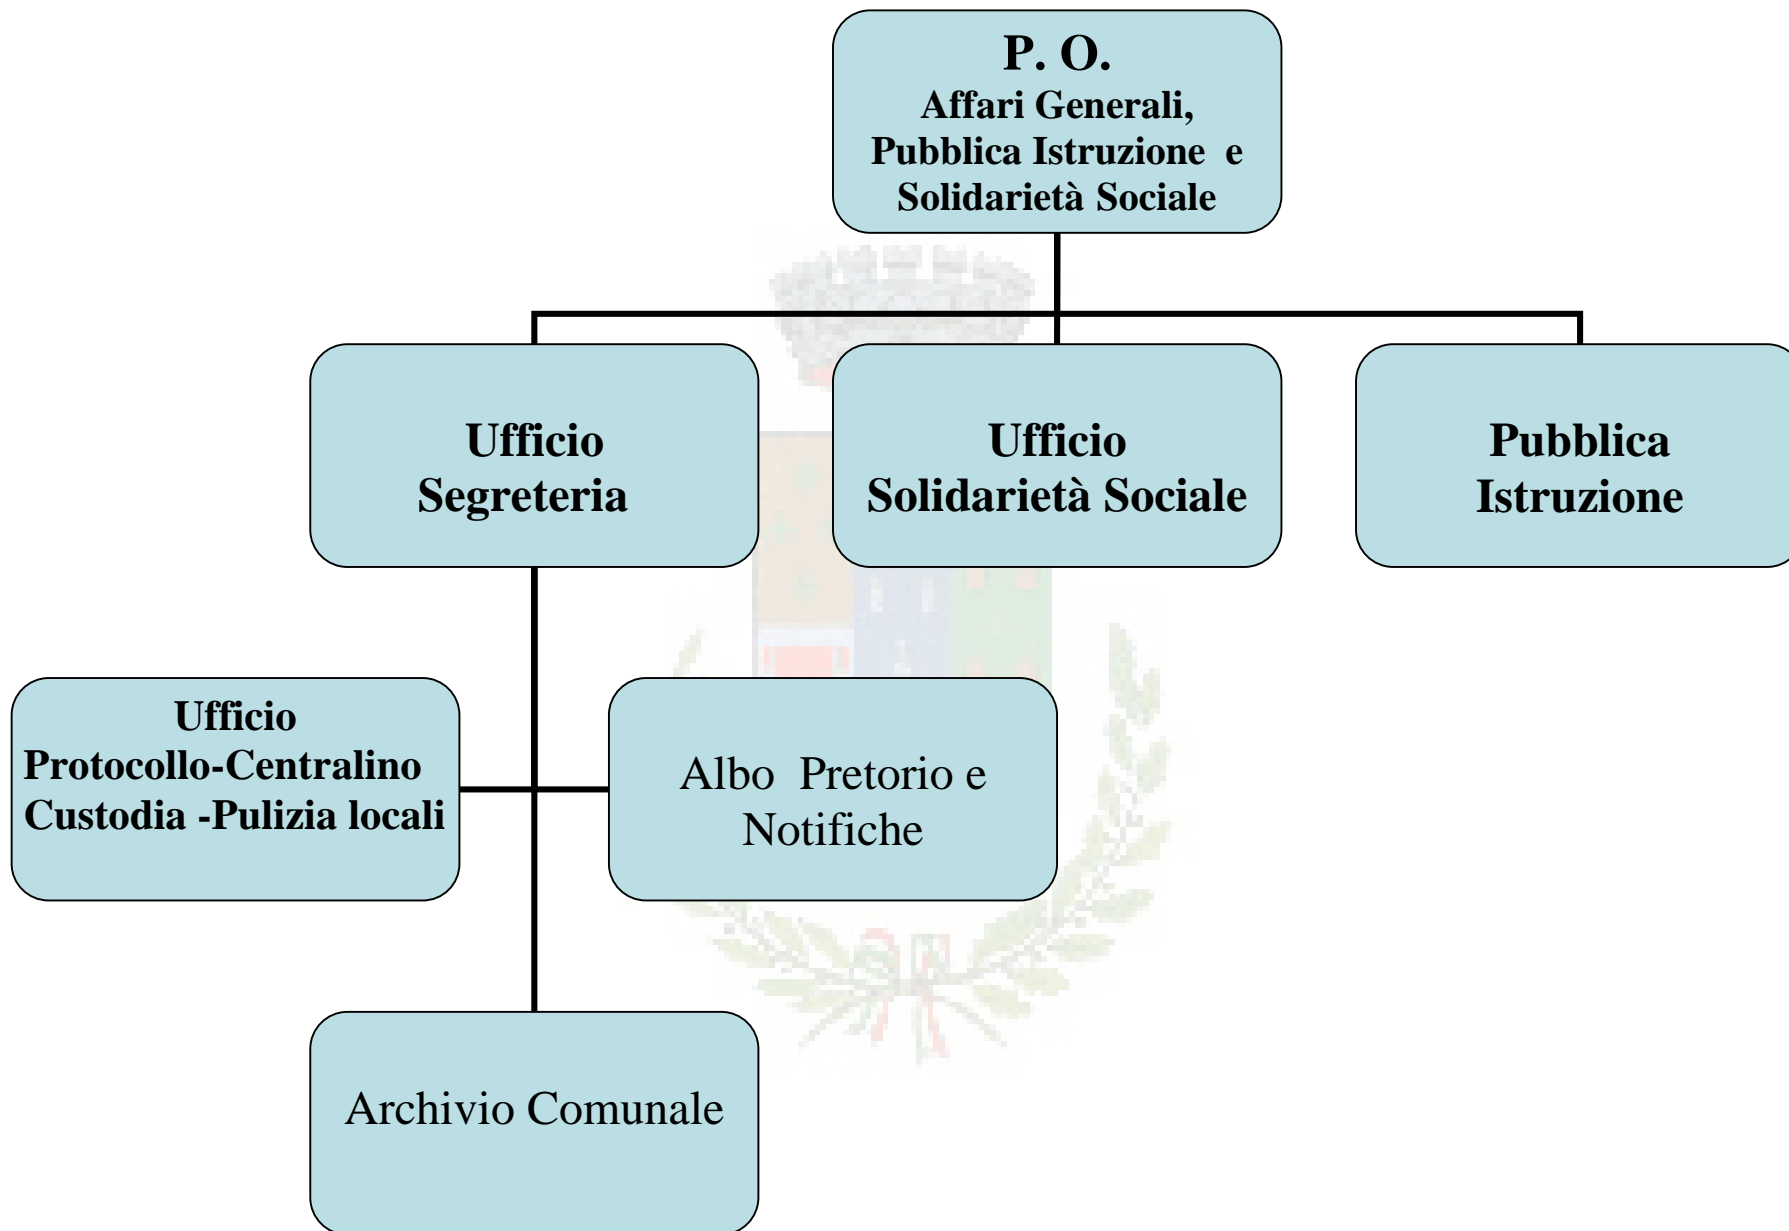 P. O.
Affari Generali,
Pubblica Istruzione e
Solidarietà Sociale
Ufficio
Segreteria
Ufficio
Solidarietà Sociale
Pubblica
Istruzione
Ufficio
Protocollo-Centralino
Custodia -Pulizia locali
Albo Pretorio e
Notifiche
Archivio Comunale